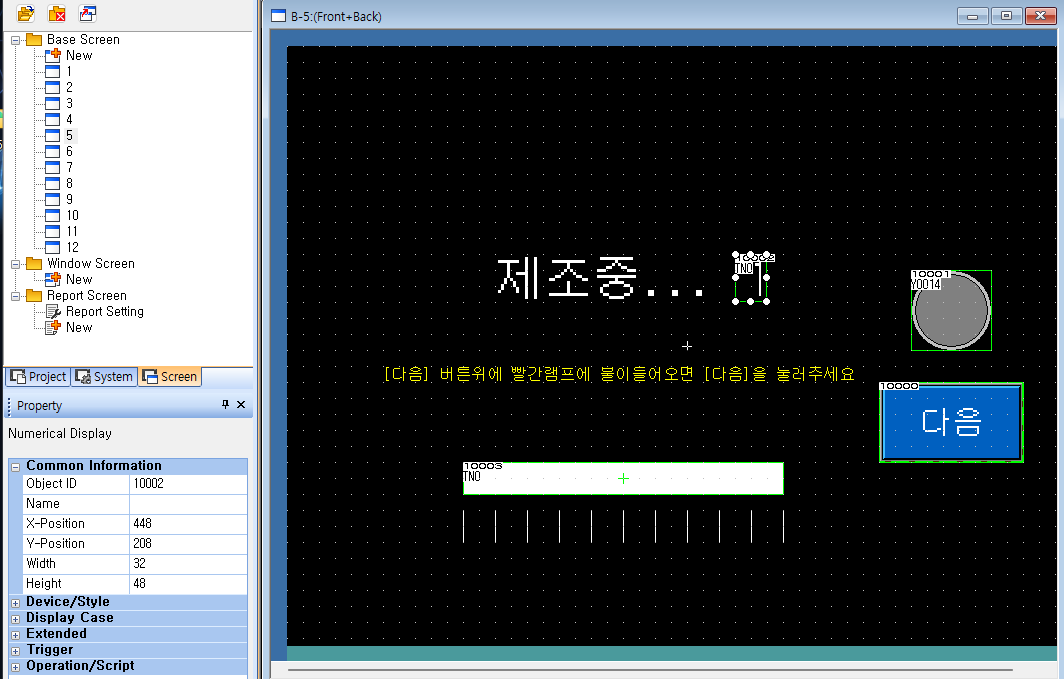 B-5:(Front+Back)
Base Screen
New
1
2
3
4
5
6
7
8
9
10
11
12
Window Screen
New
Report Screen
Report Setting
New
Project
System
Screen
Property
Numerical Display
Common Information
Object ID 10002
Name
X-Position 448
Y-Position 208
Width 32
Height 48
Device/Style
Display Case
Extended
Trigger
Operation/Script
제조중...
TN0
10001
Y0014
[다음] 버튼위에 빨간램프에 불이들어오면 [다음]을 눌러주세요
10000
다음
10003
TN0